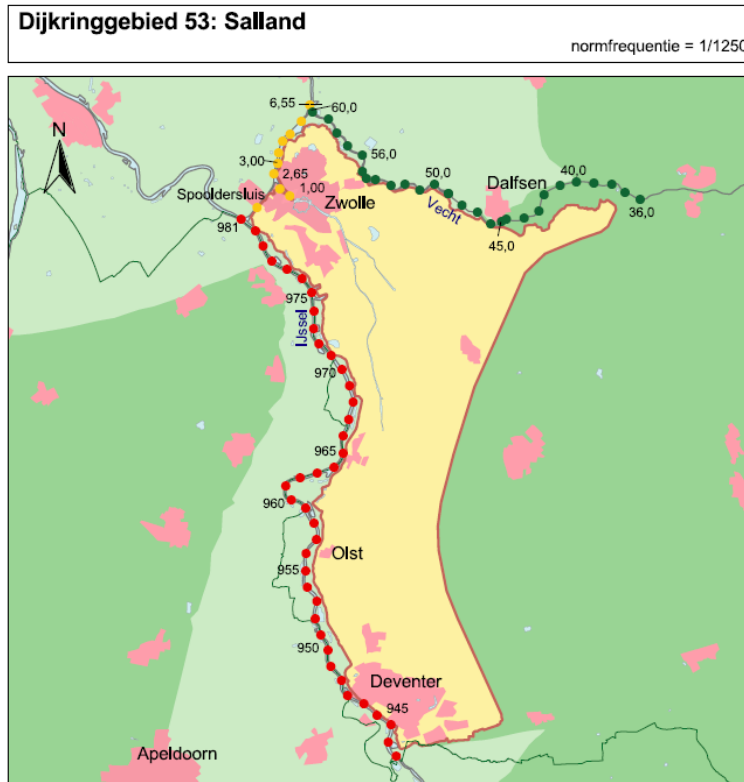 Dijkringgebied 53: Salland
normfrequentie = 1/1250
6,55
60,0
N
3,00
56,0
2,65
50,0
40,0
Dalfsen
Spooldersluis
1,00
Zwolle
Vecht
36,0
981
45,0
975
IJssel
970
965
960
Olst
955
950
Deventer
945
Apeldoorn